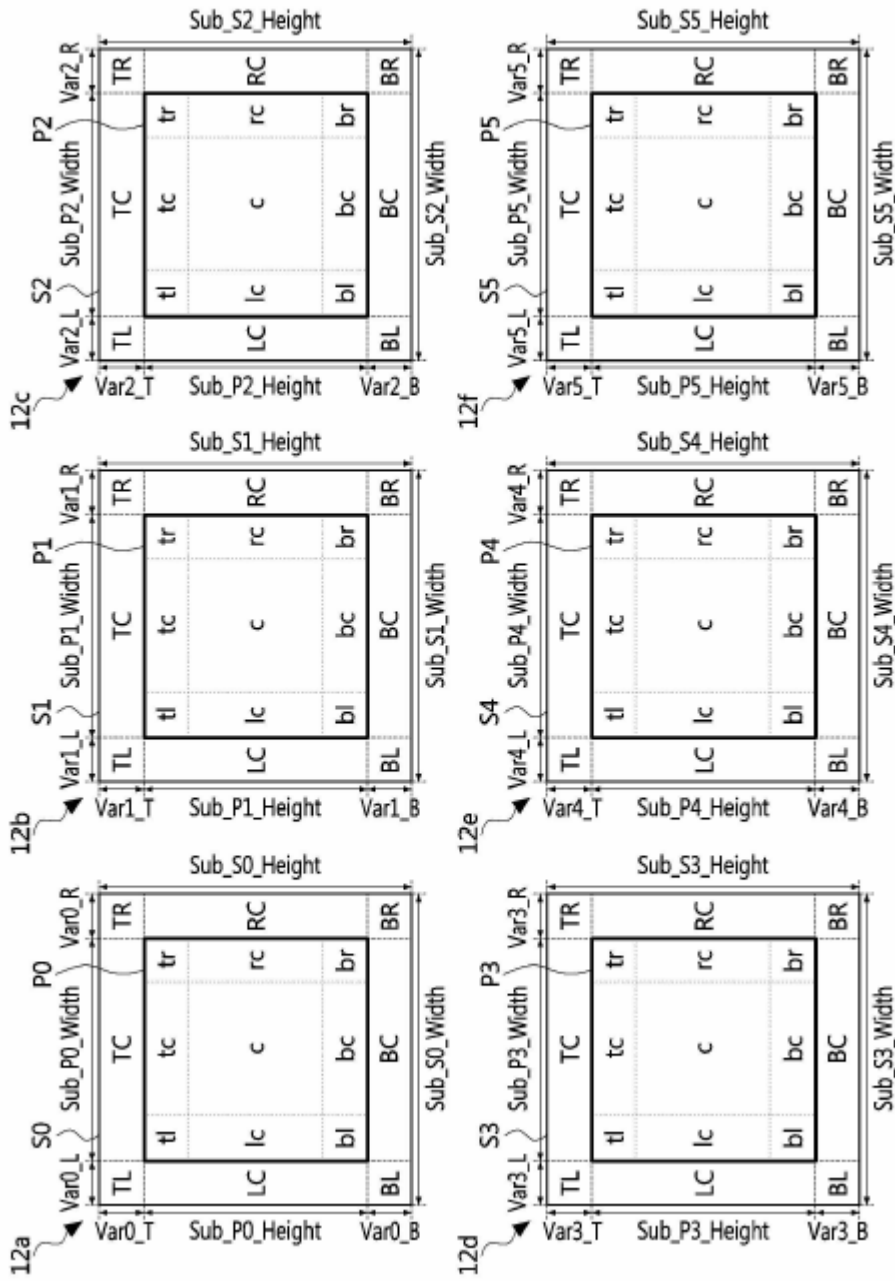 12a
S0
P0
Var0_L
Sub_P0_Width
Var0_R
Var0_T
TL
TC
TR
tl
tc
tr
Sub_P0_Height
LC
lc
c
rc
RC
Sub_S0_Height
bl
bc
br
Var0_B
BL
BC
BR
Sub_S0_Width
12b
S1
P1
Var1_L
Sub_P1_Width
Var1_R
Var1_T
TL
TC
TR
tl
tc
tr
Sub_P1_Height
LC
lc
c
rc
RC
Sub_S1_Height
bl
bc
br
Var1_B
BL
BC
BR
Sub_S1_Width
12c
S2
P2
Var2_L
Sub_P2_Width
Var2_R
Var2_T
TL
TC
TR
tl
tc
tr
Sub_P2_Height
LC
lc
c
rc
RC
Sub_S2_Height
bl
bc
br
Var2_B
BL
BC
BR
Sub_S2_Width
12d
S3
P3
Var3_L
Sub_P3_Width
Var3_R
Var3_T
TL
TC
TR
tl
tc
tr
Sub_P3_Height
LC
lc
c
rc
RC
Sub_S3_Height
bl
bc
br
Var3_B
BL
BC
BR
Sub_S3_Width
12e
S4
P4
Var4_L
Sub_P4_Width
Var4_R
Var4_T
TL
TC
TR
tl
tc
tr
Sub_P4_Height
LC
lc
c
rc
RC
Sub_S4_Height
bl
bc
br
Var4_B
BL
BC
BR
Sub_S4_Width
12f
S5
P5
Var5_L
Sub_P5_Width
Var5_R
Var5_T
TL
TC
TR
tl
tc
tr
Sub_P5_Height
LC
lc
c
rc
RC
Sub_S5_Height
bl
bc
br
Var5_B
BL
BC
BR
Sub_S5_Width